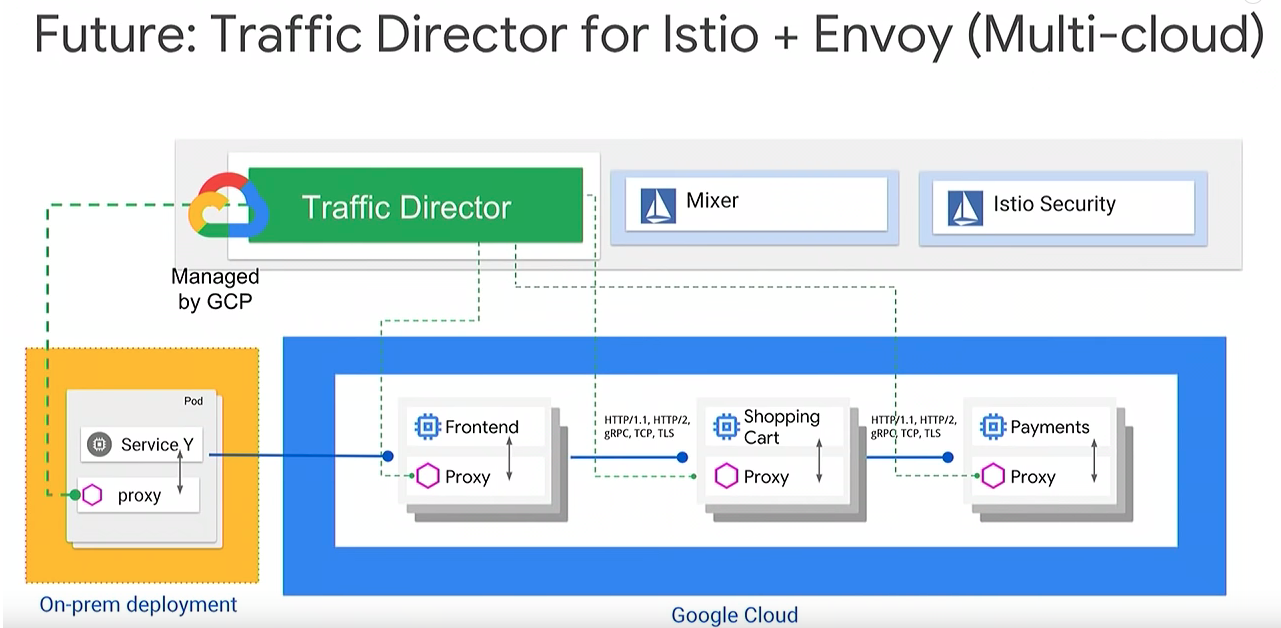 Future: Traffic Director for Istio + Envoy (Multi-cloud)
Traffic Director
Mixer
Istio Security
Managed
by GCP
Pod
Service Y
proxy
On-prem deployment
Frontend
Proxy
HTTP/1.1, HTTP/2,
gRPC, TCP, TLS
Shopping
Cart
Proxy
HTTP/1.1, HTTP/2,
gRPC, TCP, TLS
Payments
Proxy
Google Cloud